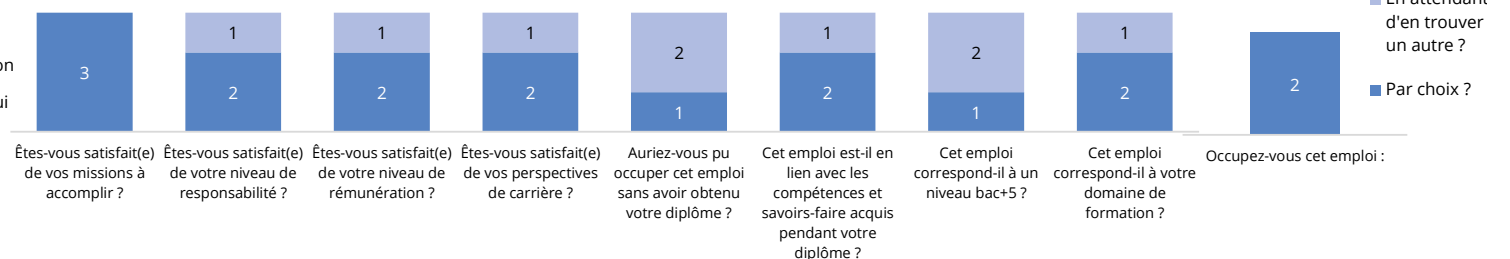 En attendant
d'en trouver
un autre ?
Par choix ?
on
ui
3
1
2
1
2
1
2
2
1
1
2
2
1
1
2
2
Êtes-vous satisfait(e)
de vos missions à
accomplir ?
Êtes-vous satisfait(e)
de votre niveau de
responsabilité ?
Êtes-vous satisfait(e)
de votre niveau de
rémunération ?
Êtes-vous satisfait(e)
de vos perspectives
de carrière ?
Auriez-vous pu
occuper cet emploi
sans avoir obtenu
votre diplôme ?
Cet emploi est-il en
lien avec les
compétences et
savoirs-faire acquis
pendant votre
diplôme ?
Cet emploi
correspond-il à un
niveau bac+5 ?
Cet emploi
correspond-il à votre
domaine de
formation ?
Occupez-vous cet emploi :